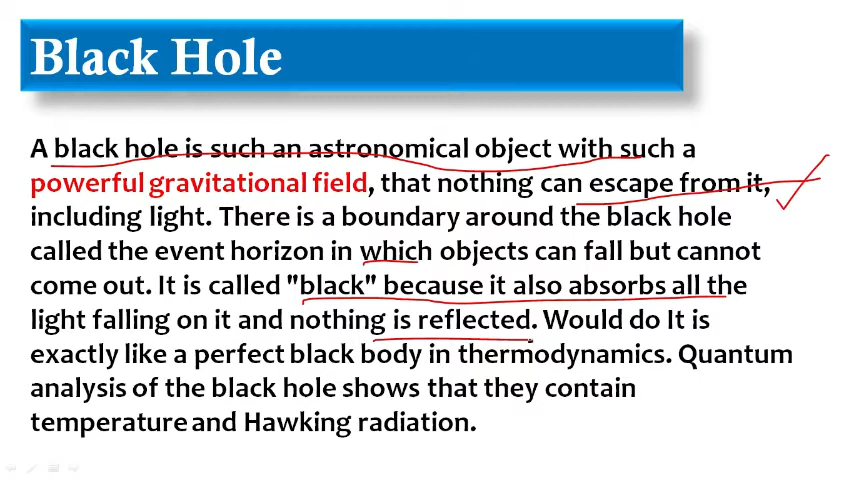 Black Hole
A black hole is such an astronomical object with such a
powerful gravitational field, that nothing can escape from it,
including light. There is a boundary around the black hole
called the event horizon in which objects can fall but cannot
come out. It is called "black" because it also absorbs all the
light falling on it and nothing is reflected. Would do It is
exactly like a perfect black body in thermodynamics. Quantum
analysis of the black hole shows that they contain
temperature and Hawking radiation.